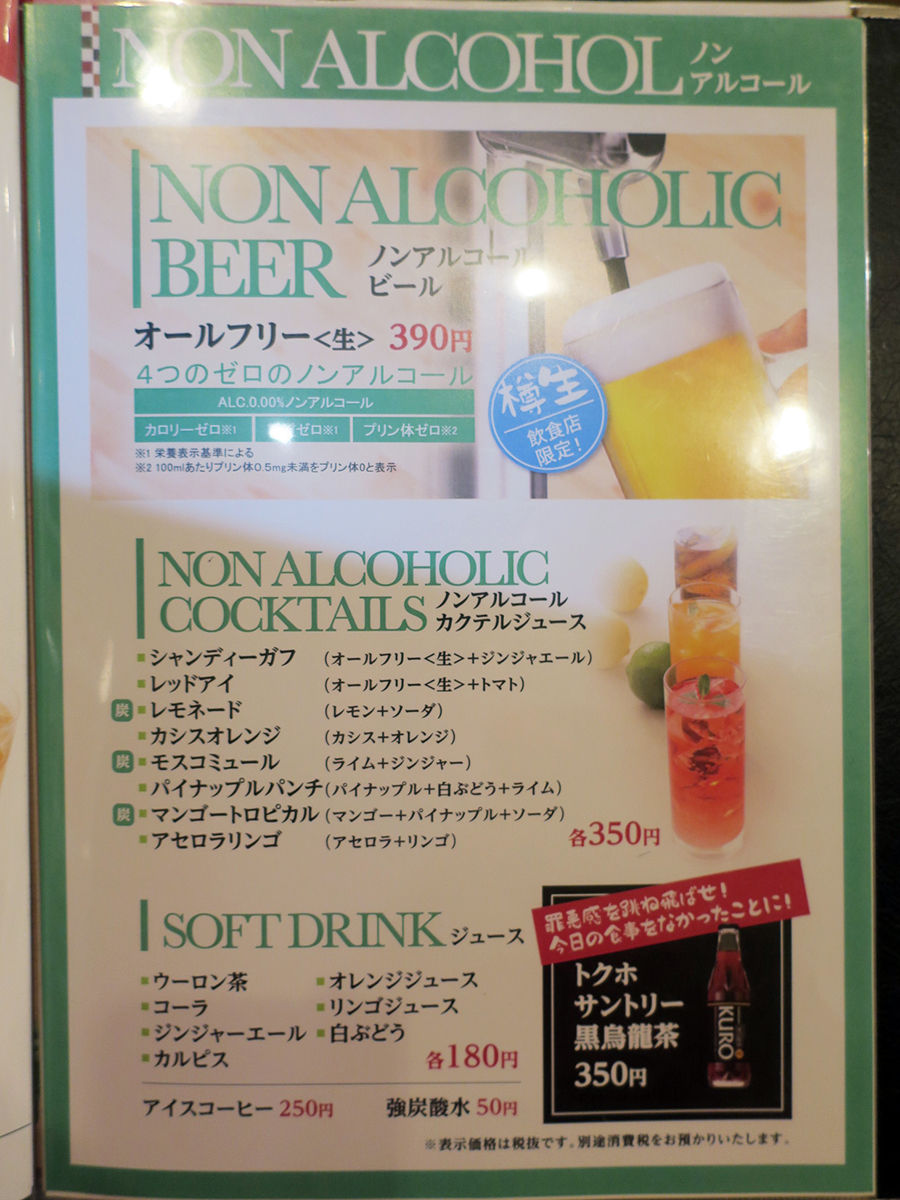 NON ALCOHOL ノン
アルコール
NON ALCOHOLIC
BEER ノンアルコール
ビール
オールフリー<生> 390円
4つのゼロのノンアルコール
ALC.0.00%ノンアルコール
カロリーゼロ※1 ゼロ※1 プリン体ゼロ※2
※1 栄養表示基準による
※2 100mlあたりプリン体0.5mg未満をプリン体0と表示
樽生
飲食店
限定!
NON ALCOHOLIC
COCKTAILS ノンアルコール
カクテルジュース
シャンディーガフ (オールフリー<生>+ジンジャエール)
レッドアイ (オールフリー<生>+トマト)
炭 レモネード (レモン+ソーダ)
カシスオレンジ (カシス+オレンジ)
炭 モスコミュール (ライム+ジンジャー)
パイナップルパンチ (パイナップル+白ぶどう+ライム)
炭 マンゴートロピカル (マンゴー+パイナップル+ソーダ)
アセロラリンゴ (アセロラ+リンゴ)
各350円
SOFT DRINK ジュース
ウーロン茶 オレンジジュース
コーラ リンゴジュース
ジンジャーエール 白ぶどう
カルピス
各180円
アイスコーヒー 250円 強炭酸水 50円
罪悪感を跳ね飛ばせ!
今日の食事をなかったことに!
トクホ
サントリー
黒烏龍茶
350円
KURO
※表示価格は税抜です。別途消費税をお預かりいたします。